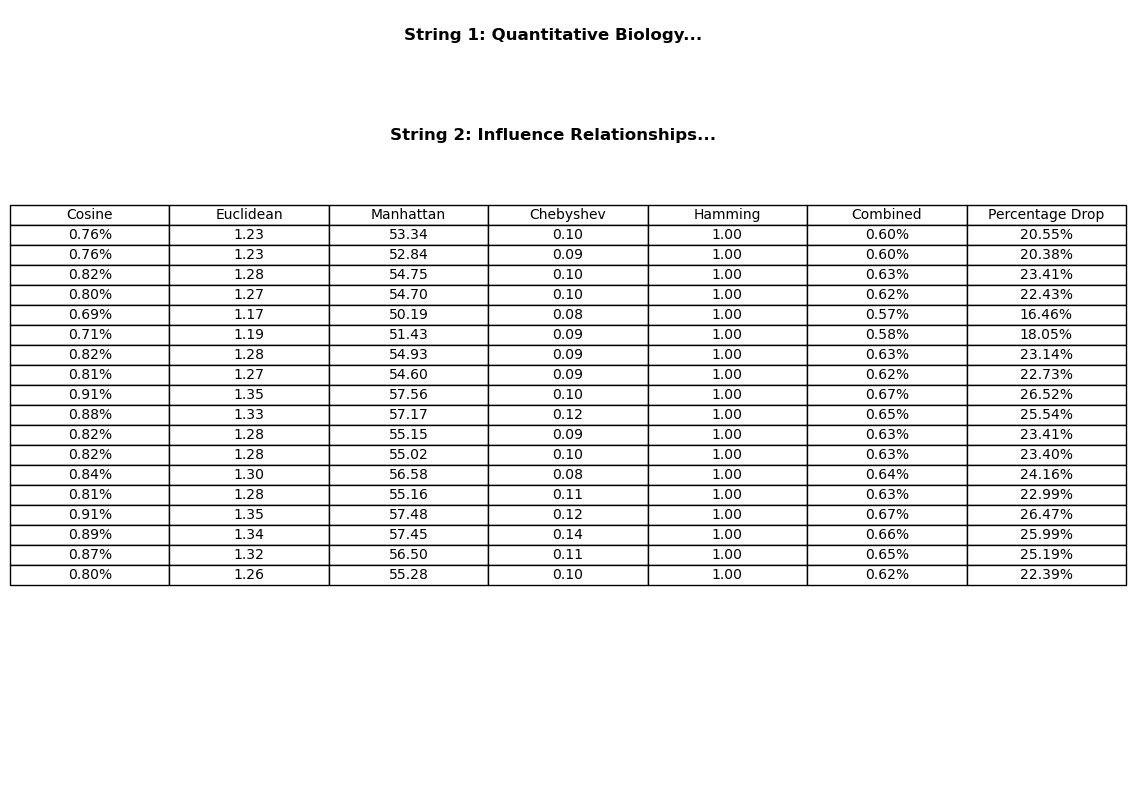 String 1: Quantitative Biology...
String 2: Influence Relationships...
Cosine Euclidean Manhattan Chebyshev Hamming Combined Percentage Drop
0.76% 1.23 53.34 0.10 1.00 0.60% 20.55%
0.76% 1.23 52.84 0.09 1.00 0.60% 20.38%
0.82% 1.28 54.75 0.10 1.00 0.63% 23.41%
0.80% 1.27 54.70 0.10 1.00 0.62% 22.43%
0.69% 1.17 50.19 0.08 1.00 0.57% 16.46%
0.71% 1.19 51.43 0.09 1.00 0.58% 18.05%
0.82% 1.28 54.93 0.09 1.00 0.63% 23.14%
0.81% 1.27 54.60 0.09 1.00 0.62% 22.73%
0.91% 1.35 57.56 0.10 1.00 0.67% 26.52%
0.88% 1.33 57.17 0.12 1.00 0.65% 25.54%
0.82% 1.28 55.15 0.09 1.00 0.63% 23.41%
0.82% 1.28 55.02 0.10 1.00 0.63% 23.40%
0.84% 1.30 56.58 0.08 1.00 0.64% 24.16%
0.81% 1.28 55.16 0.11 1.00 0.63% 22.99%
0.91% 1.35 57.48 0.12 1.00 0.67% 26.47%
0.89% 1.34 57.45 0.14 1.00 0.66% 25.99%
0.87% 1.32 56.50 0.11 1.00 0.65% 25.19%
0.80% 1.26 55.28 0.10 1.00 0.62% 22.39%